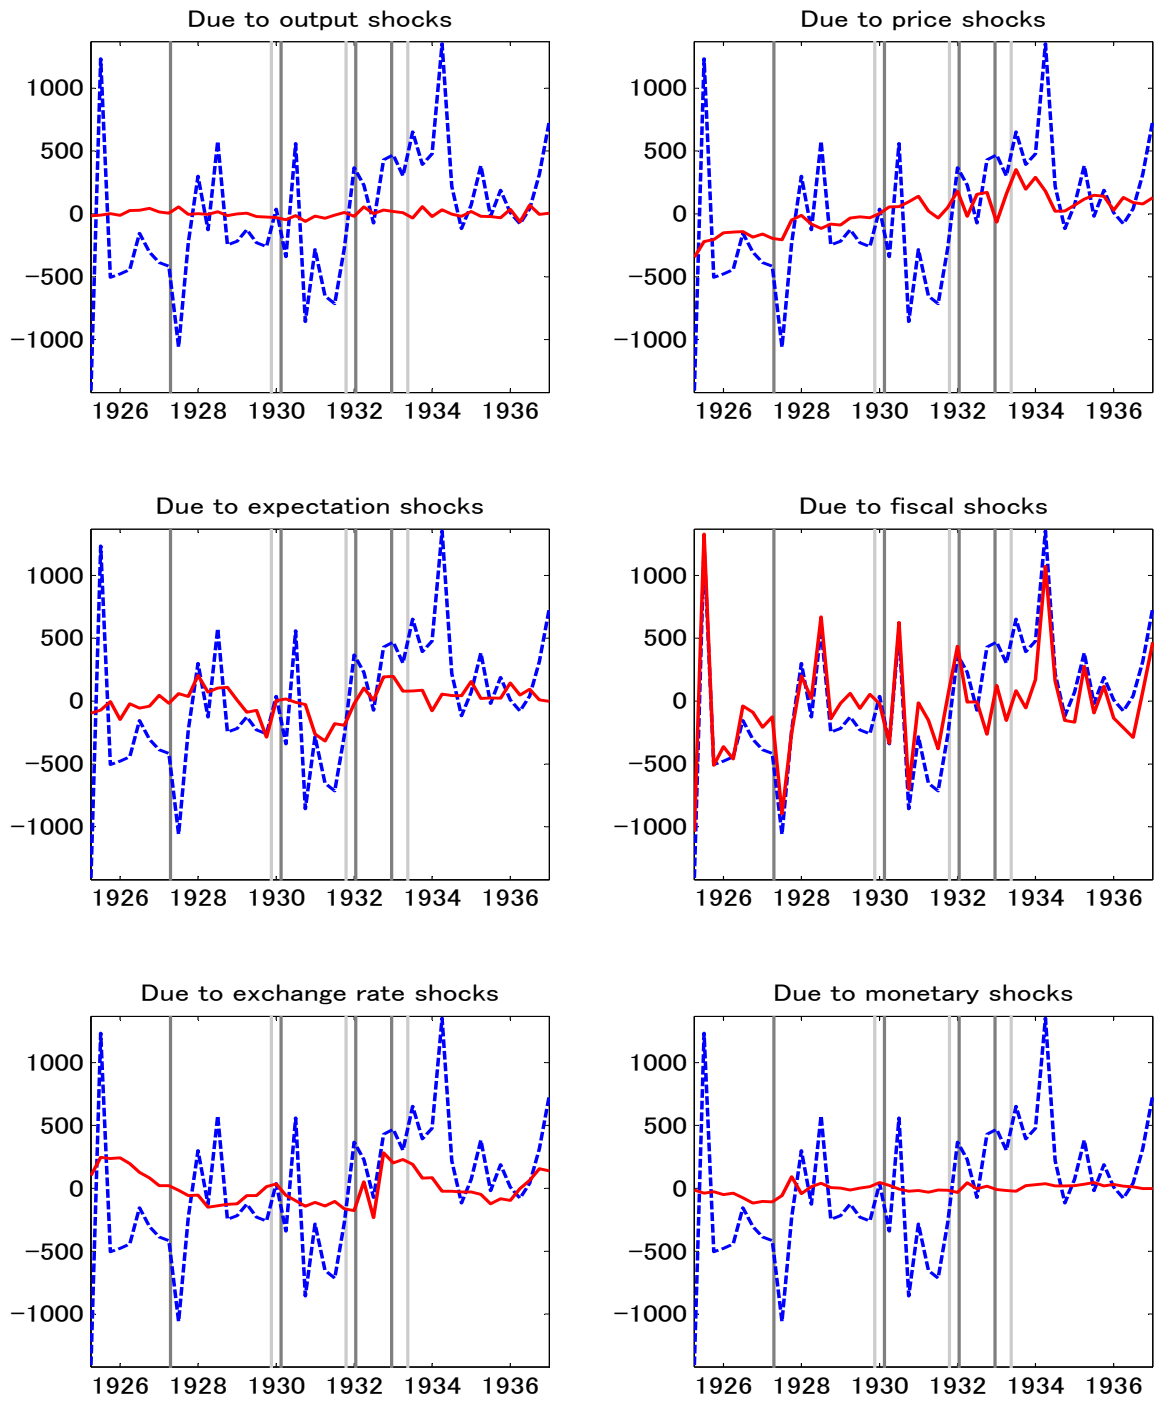 Due to output shocks
1000
500
0
−500
−1000
1926 1928 1930 1932 1934 1936
Due to price shocks
1000
500
0
−500
−1000
1926 1928 1930 1932 1934 1936
Due to expectation shocks
1000
500
0
−500
−1000
1926 1928 1930 1932 1934 1936
Due to fiscal shocks
1000
500
0
−500
−1000
1926 1928 1930 1932 1934 1936
Due to exchange rate shocks
1000
500
0
−500
−1000
1926 1928 1930 1932 1934 1936
Due to monetary shocks
1000
500
0
−500
−1000
1926 1928 1930 1932 1934 1936